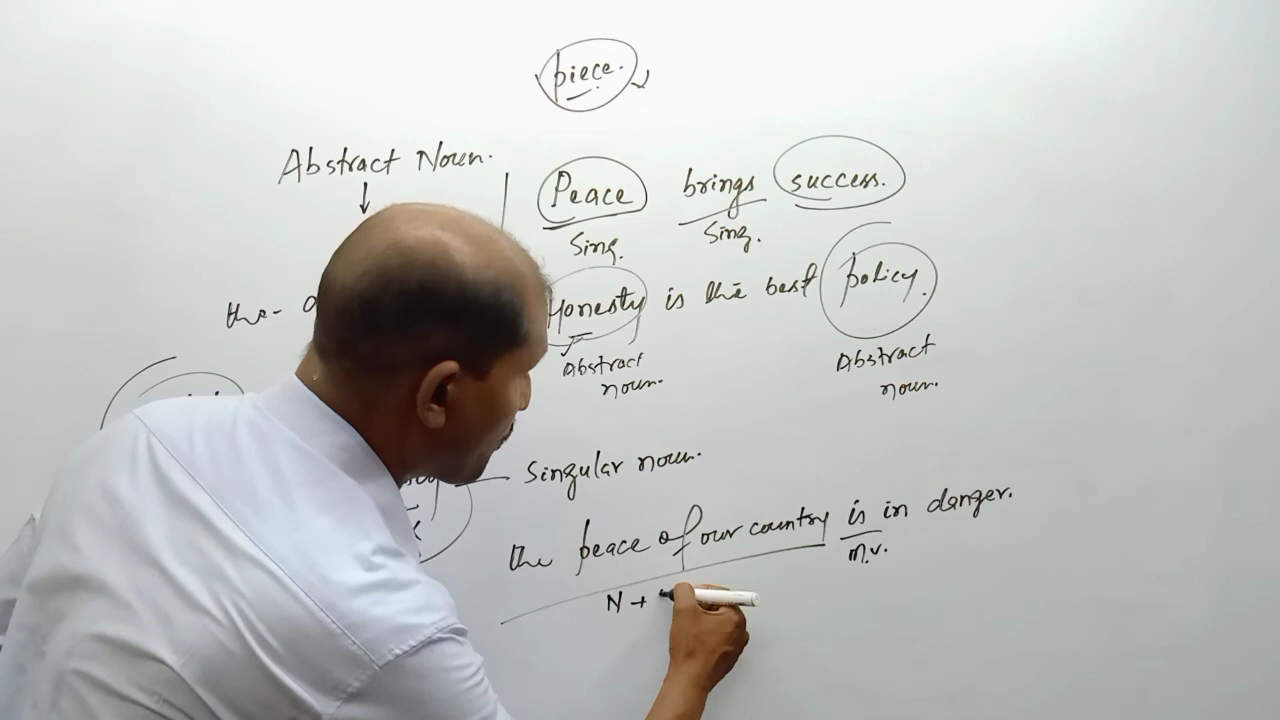 piece.
Abstract Noun.
Peace brings success.
Sing. Sing.
the-
Honesty is the best policy.
Abstract noun.
Abstract noun.
Singular noun.
the peace of our country is in danger.
m.v.
N +